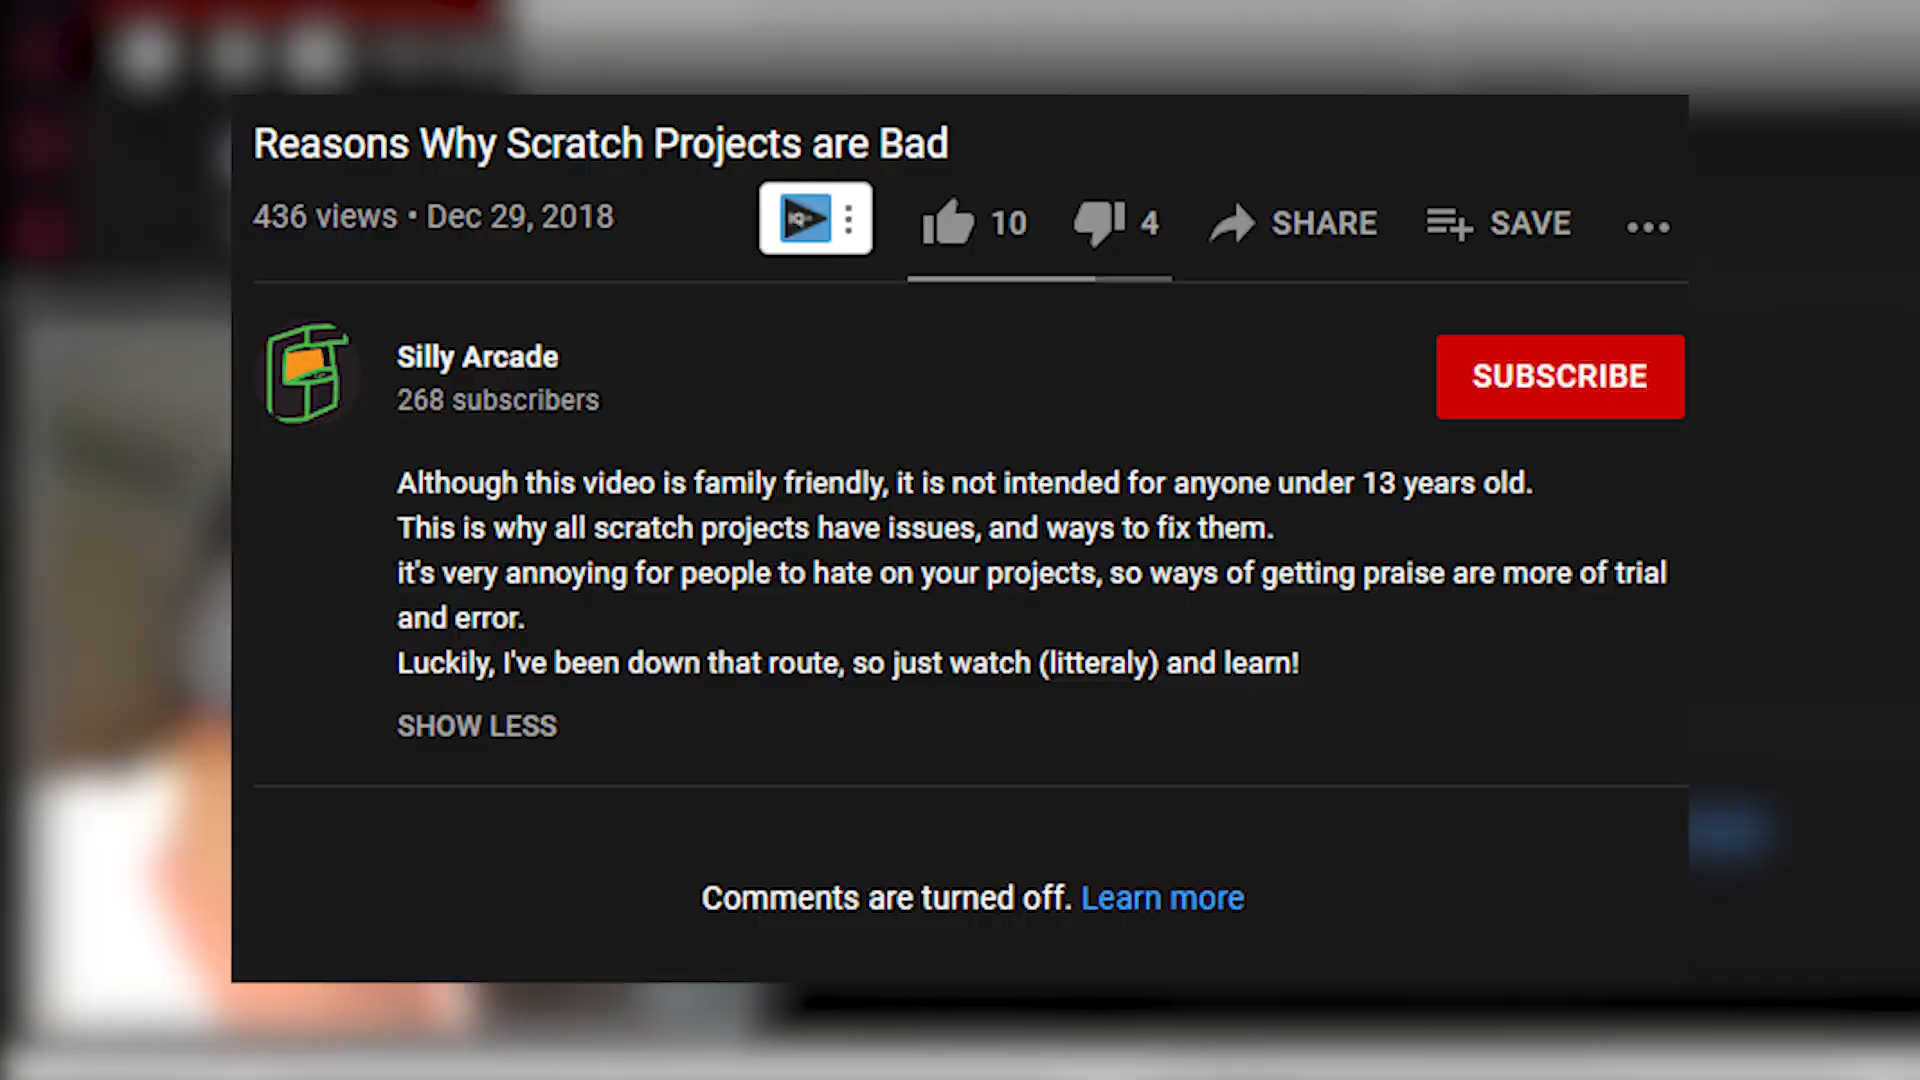 Reasons Why Scratch Projects are Bad
436 views • Dec 29, 2018
10
4
SHARE
SAVE
Silly Arcade
268 subscribers
SUBSCRIBE
Although this video is family friendly, it is not intended for anyone under 13 years old.
This is why all scratch projects have issues, and ways to fix them.
it's very annoying for people to hate on your projects, so ways of getting praise are more of trial
and error.
Luckily, I've been down that route, so just watch (litteraly) and learn!
SHOW LESS
Comments are turned off. Learn more